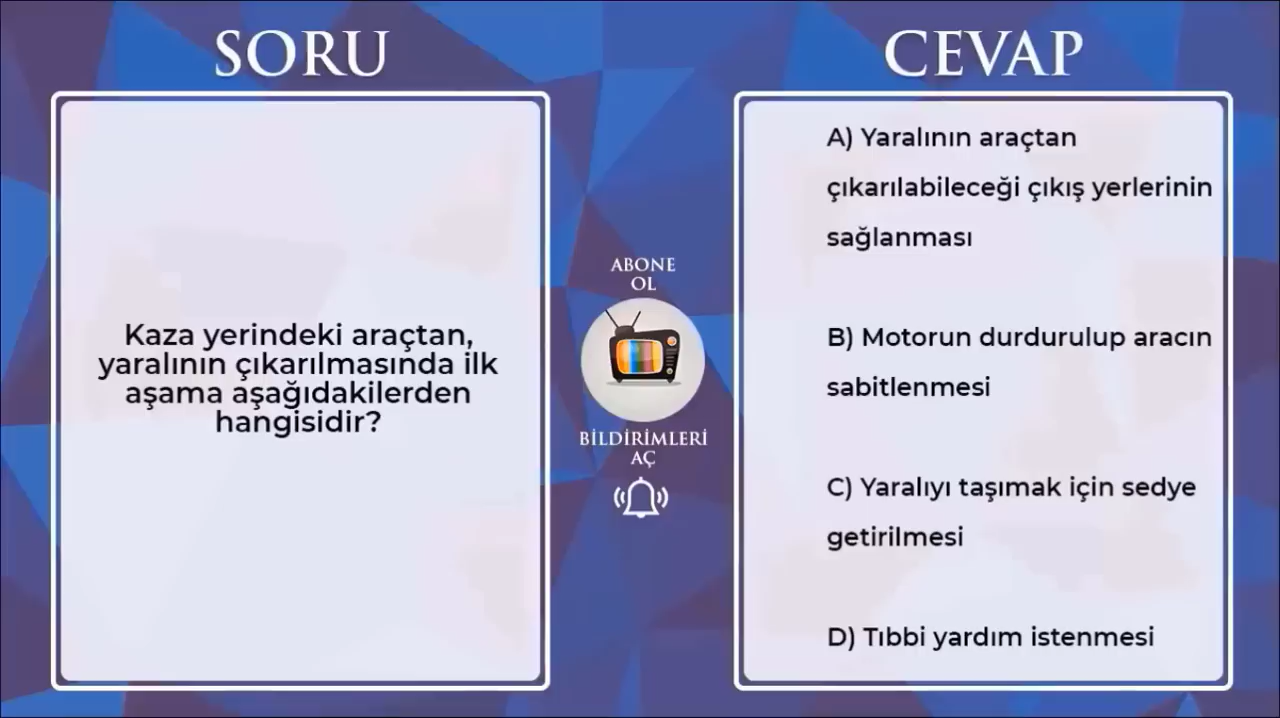 SORU
Kaza yerindeki araçtan,
yaralının çıkarılmasında ilk
aşama aşağıdakilerden
hangisidir?
ABONE
OL
BİLDİRİMLERİ
AÇ
CEVAP
A) Yaralının araçtan
çıkarılabileceği çıkış yerlerinin
sağlanması
B) Motorun durdurulup aracın
sabitlenmesi
C) Yaralıyı taşımak için sedye
getirilmesi
D) Tıbbi yardım istenmesi